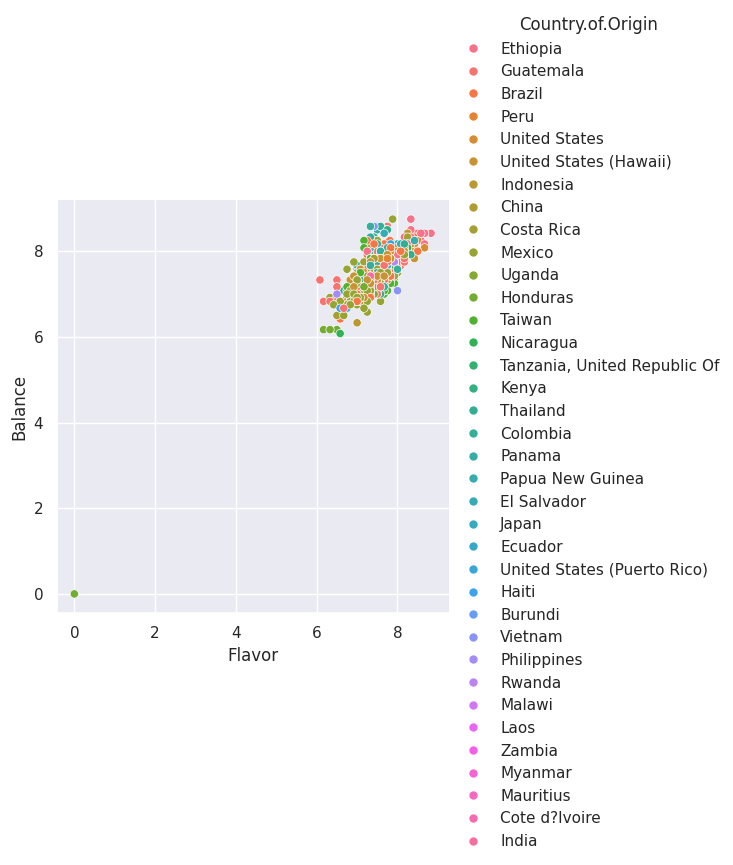 Country.of.Origin
Ethiopia
Guatemala
Brazil
Peru
United States
United States (Hawaii)
Indonesia
China
Costa Rica
Mexico
Uganda
Honduras
Taiwan
Nicaragua
Tanzania, United Republic Of
Kenya
Thailand
Colombia
Panama
Papua New Guinea
El Salvador
Japan
Ecuador
United States (Puerto Rico)
Haiti
Burundi
Vietnam
Philippines
Rwanda
Malawi
Laos
Zambia
Myanmar
Mauritius
Cote d?Ivoire
India
Balance
8
6
4
2
0
0 2 4 6 8
Flavor